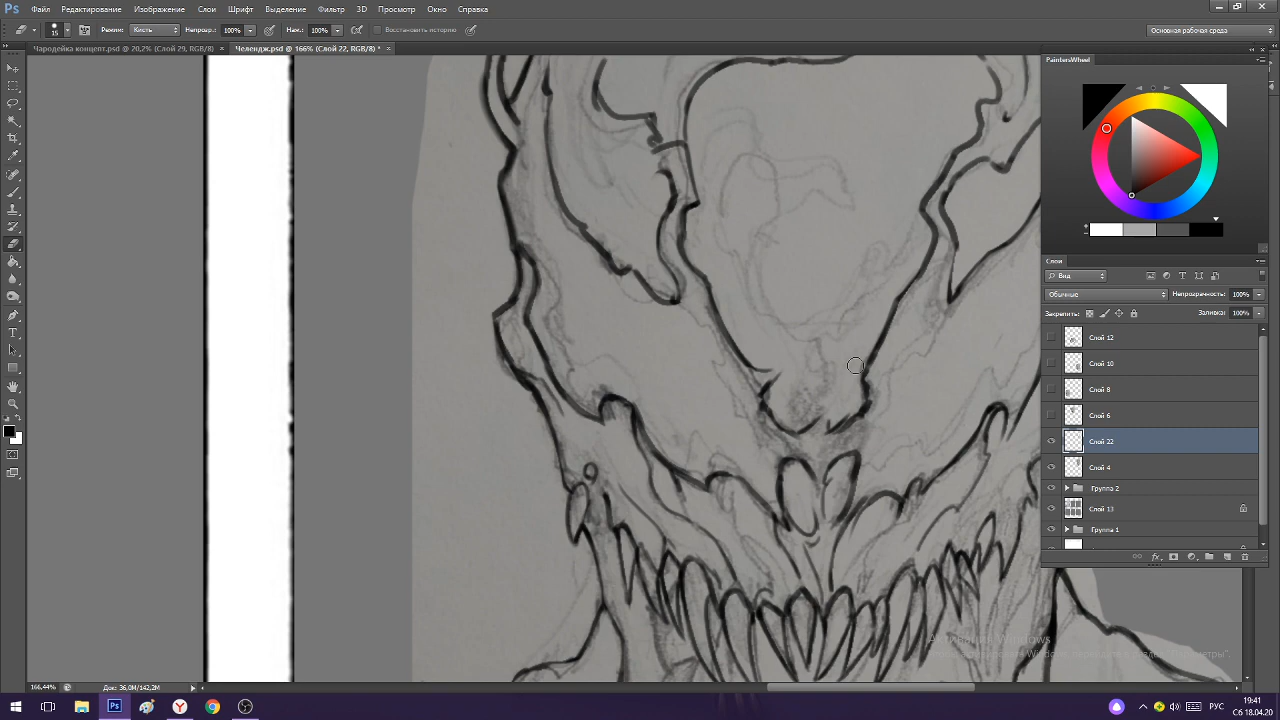 Ps Файл Редактирование Изображение Слои Шрифт Выделение Фильтр 3D Просмотр Окно Справка
15 Режим: Кисть Непрозр.: 100% Наж.: 100% Восстановить историю Основная рабочая среда
Чародейка концепт.psd @ 20,2% (Слой 29, RGB/8) × Челендж.psd @ 166% (Слой 22, RGB/8) * ×
PaintersWheel
Слои
Вид
Обычные Непрозрачность: 100%
Закрепить: Заливка: 100%
Слой 12
Слой 10
Слой 8
Слой 6
Слой 22
Слой 4
Группа 2
Слой 13
Группа 1
Активация Windows
166,44% Док: 36,0M/142,2M
Ps РУС 19:41
Сб 18.04.20